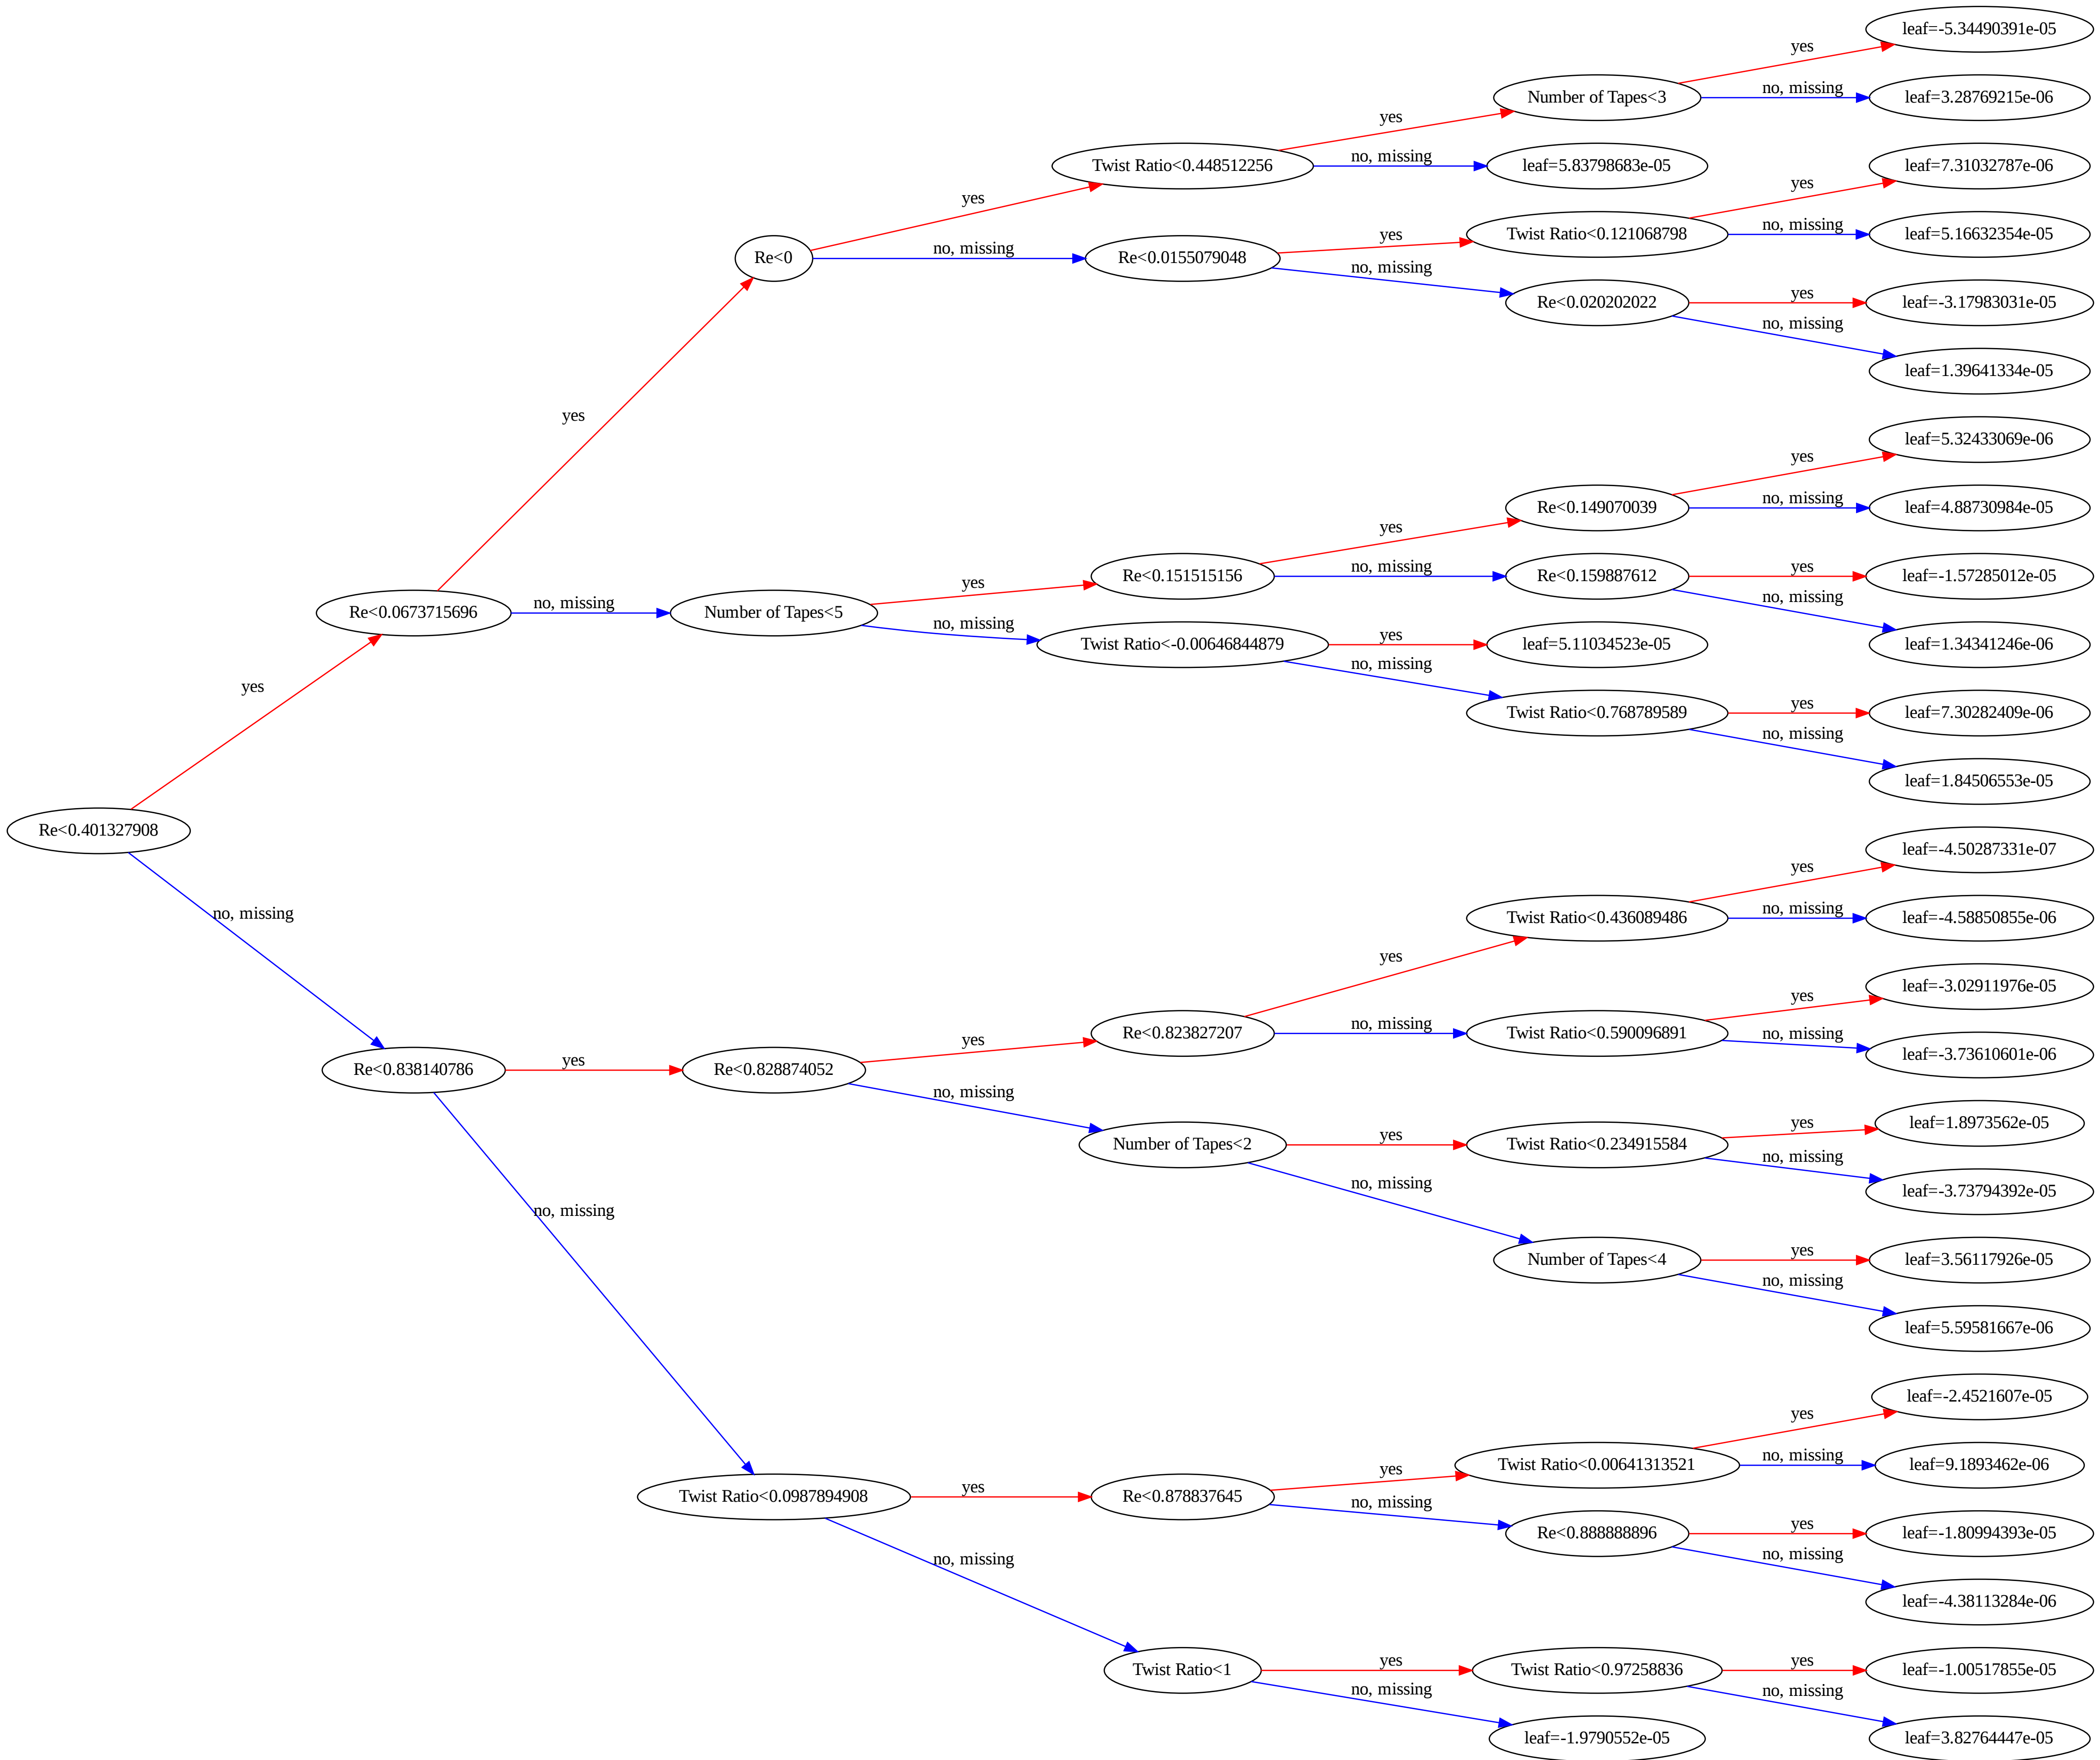 leaf=-5.34490391e-05
yes
Number of Tapes<3
no, missing
leaf=3.28769215e-06
yes
Twist Ratio<0.448512256
no, missing
leaf=5.83798683e-05
leaf=7.31032787e-06
yes
yes
Twist Ratio<0.121068798
no, missing
leaf=5.16632354e-05
yes
Re<0
no, missing
Re<0.0155079048
no, missing
Re<0.020202022
yes
leaf=-3.17983031e-05
no, missing
leaf=1.39641334e-05
yes
leaf=5.32433069e-06
yes
Re<0.149070039
no, missing
leaf=4.88730984e-05
yes
Re<0.151515156
no, missing
Re<0.159887612
yes
leaf=-1.57285012e-05
no, missing
leaf=1.34341246e-06
Re<0.0673715696
no, missing
Number of Tapes<5
yes
no, missing
Twist Ratio<-0.00646844879
yes
leaf=5.11034523e-05
no, missing
Twist Ratio<0.768789589
yes
leaf=7.30282409e-06
no, missing
leaf=1.84506553e-05
yes
Re<0.401327908
no, missing
leaf=-4.50287331e-07
yes
Twist Ratio<0.436089486
no, missing
leaf=-4.58850855e-06
yes
leaf=-3.02911976e-05
yes
Re<0.823827207
no, missing
Twist Ratio<0.590096891
no, missing
leaf=-3.73610601e-06
yes
Re<0.838140786
yes
Re<0.828874052
no, missing
leaf=1.8973562e-05
yes
Number of Tapes<2
yes
Twist Ratio<0.234915584
no, missing
leaf=-3.73794392e-05
no, missing
Number of Tapes<4
yes
leaf=3.56117926e-05
no, missing
leaf=5.59581667e-06
no, missing
leaf=-2.4521607e-05
yes
Twist Ratio<0.00641313521
no, missing
leaf=9.1893462e-06
yes
Twist Ratio<0.0987894908
yes
Re<0.878837645
no, missing
Re<0.888888896
yes
leaf=-1.80994393e-05
no, missing
leaf=-4.38113284e-06
no, missing
Twist Ratio<1
yes
Twist Ratio<0.97258836
yes
leaf=-1.00517855e-05
no, missing
leaf=3.82764447e-05
no, missing
leaf=-1.9790552e-05